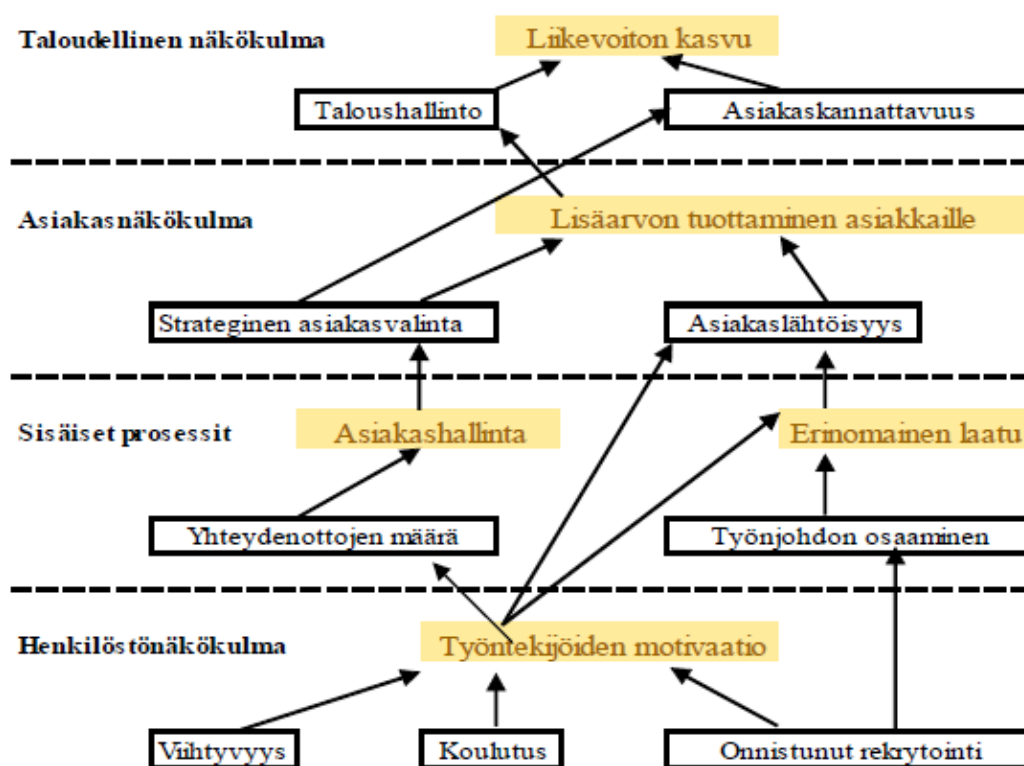 Taloudellinen näkökulma
Liikevoiton kasvu
Taloushallinto
Asiakaskannattavuus
Asiakasnäkökulma
Lisäarvon tuottaminen asiakkaille
Strateginen asiakasvalinta
Asiakaslähtöisyys
Sisäiset prosessit
Asiakashallinta
Erinomainen laatu
Yhteydenottojen määrä
Työnjohdon osaaminen
Henkilöstönäkökulma
Työntekijöiden motivaatio
Viihtyvyys
Koulutus
Onnistunut rekrytointi